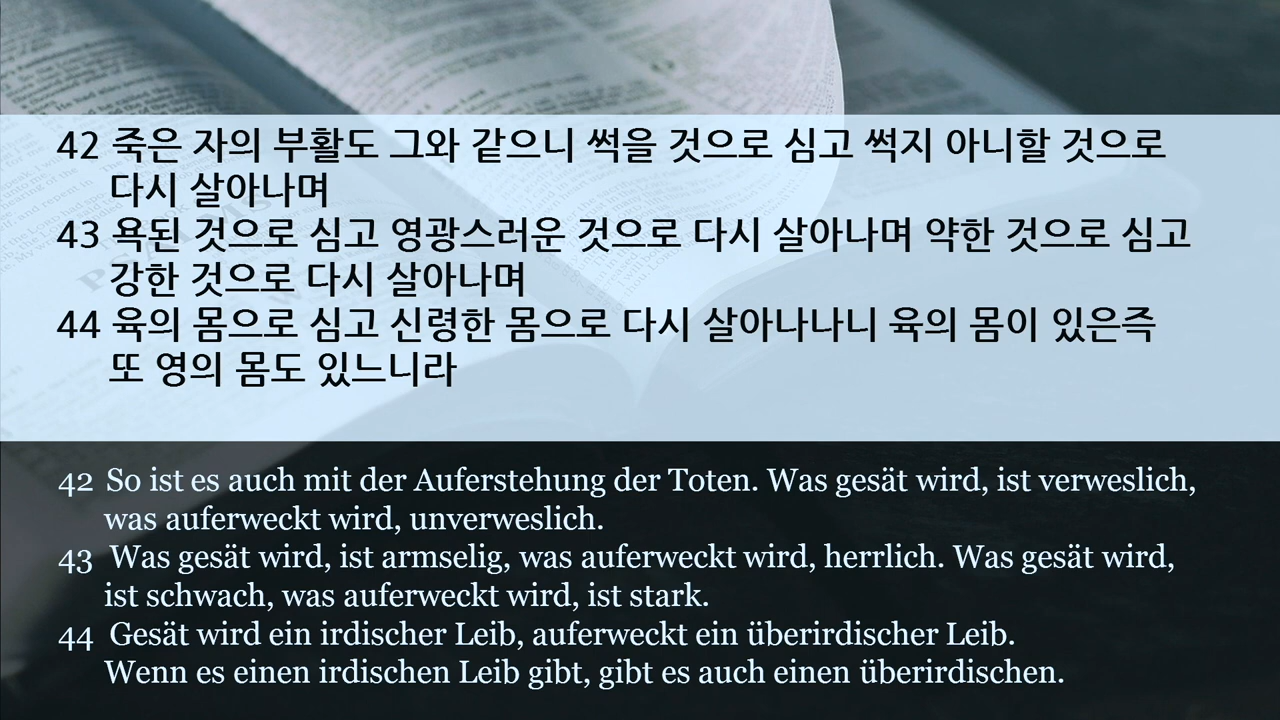 42 죽은 자의 부활도 그와 같으니 썩을 것으로 심고 썩지 아니할 것으로
다시 살아나며
43 욕된 것으로 심고 영광스러운 것으로 다시 살아나며 약한 것으로 심고
강한 것으로 다시 살아나며
44 육의 몸으로 심고 신령한 몸으로 다시 살아나나니 육의 몸이 있은즉
또 영의 몸도 있느니라
42 So ist es auch mit der Auferstehung der Toten. Was gesät wird, ist verweslich,
was auferweckt wird, unverweslich.
43 Was gesät wird, ist armselig, was auferweckt wird, herrlich. Was gesät wird,
ist schwach, was auferweckt wird, ist stark.
44 Gesät wird ein irdischer Leib, auferweckt ein überirdischer Leib.
Wenn es einen irdischen Leib gibt, gibt es auch einen überirdischen.